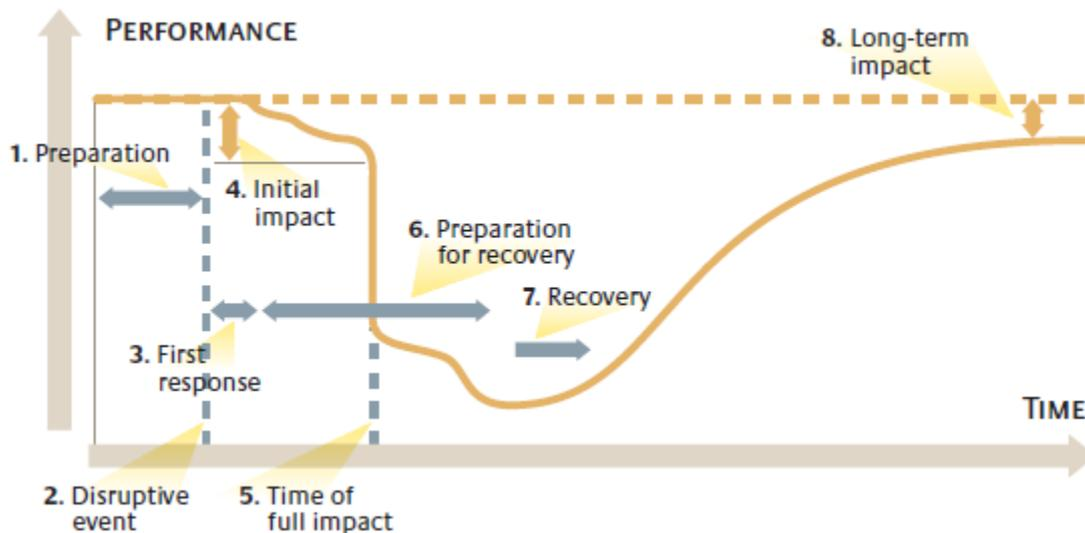 PERFORMANCE
8. Long-term
impact
1. Preparation
4. Initial
impact
6. Preparation
for recovery
7. Recovery
3. First
response
TIME
2. Disruptive
event
5. Time of
full impact